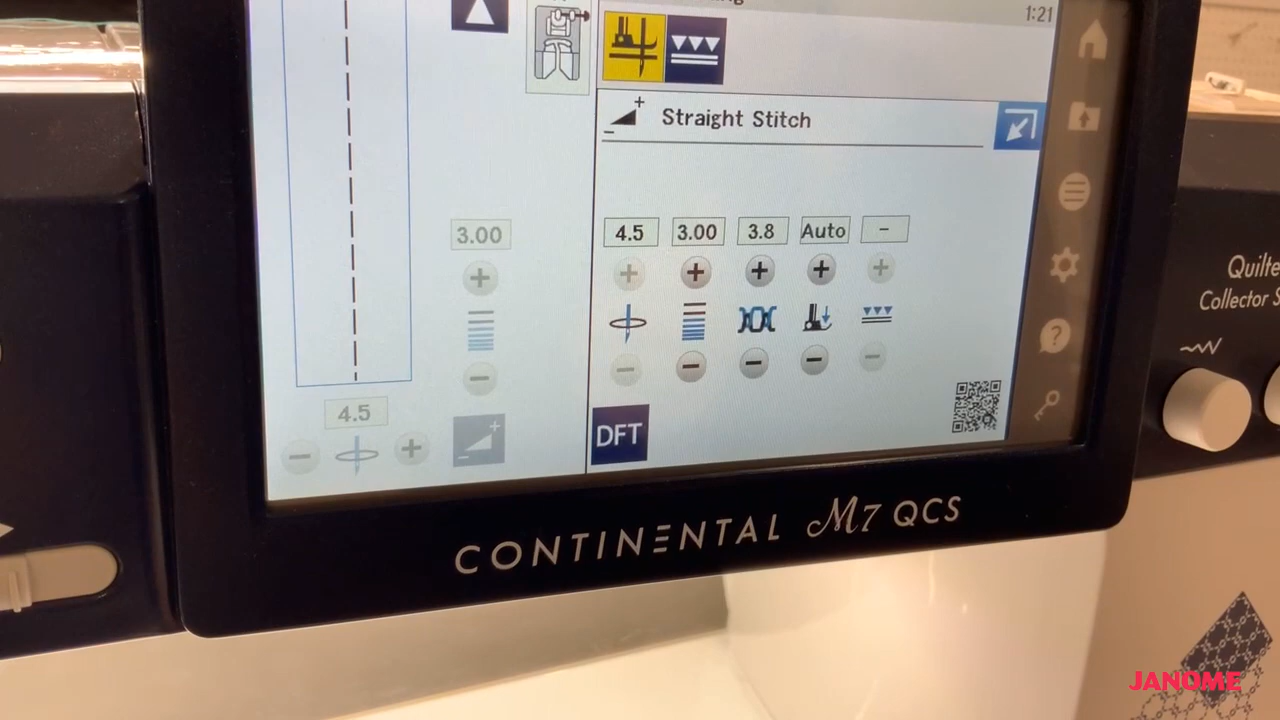 1:21
Straight Stitch
4.5 3.00 3.8 Auto -
3.00
4.5
DFT
CONTINENTAL M7 QCS
Collector
JANOME